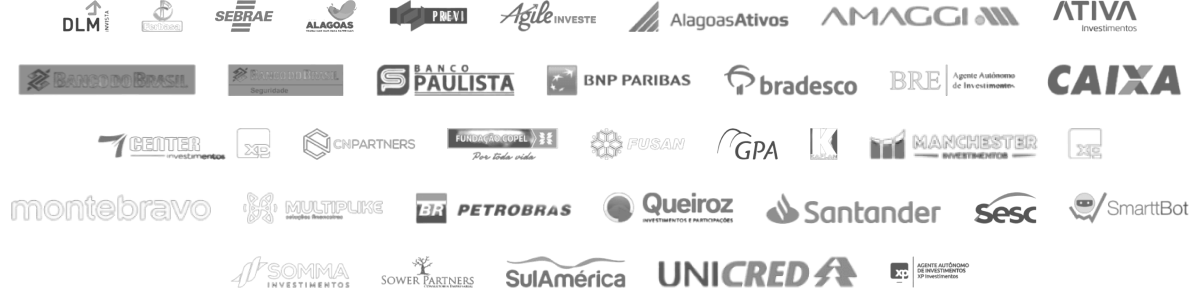 DLM INVISTA
SEBRAE
ALAGOAS
PREVI
Agile INVESTE
AlagoasAtivos
AMAGGI
ATIVA Investimentos
BANCO DO BRASIL
Seguridade
BANCO PAULISTA
BNP PARIBAS
bradesco
BRE Agente Autônomo de Investimentos
CAIXA
CENTER investimentos
xp
CNPARTNERS
FUNDAÇÃO COPEL
Por toda vida
FUSAN
GPA
K
MANCHESTER INVESTIMENTOS
xp
montebravo
MULTIPLIKE
soluções financeiras
BR PETROBRAS
Queiroz
INVESTIMENTOS E PARTICIPAÇÕES
Santander
Sesc
SmarttBot
SOMMA INVESTIMENTOS
SOWER PARTNERS
SulAmérica
UNICRED
xp AGENTE AUTÔNOMO
DE INVESTIMENTOS
XP Investimentos